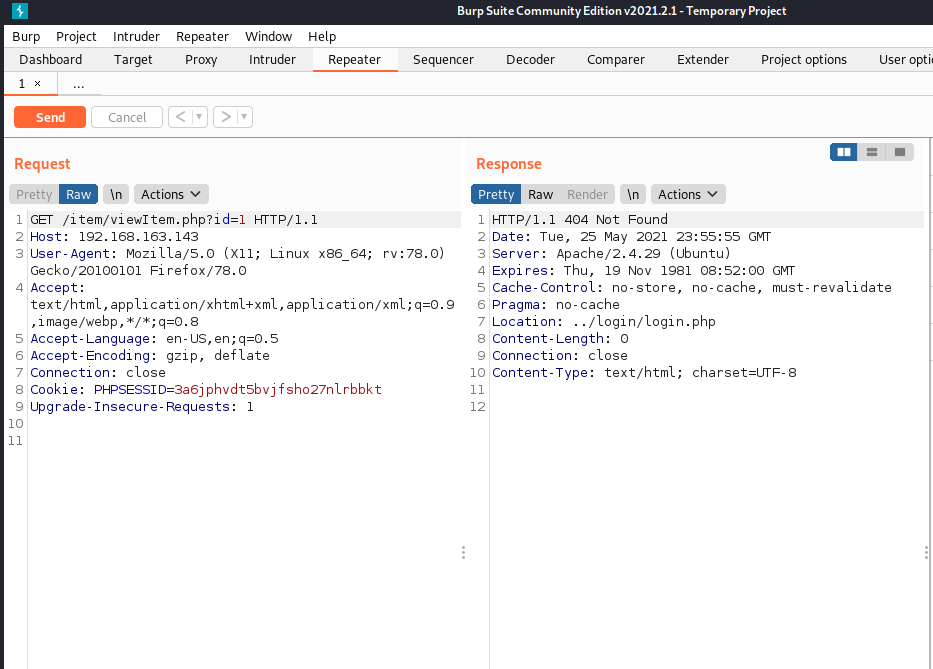 Burp Suite Community Edition v2021.2.1 - Temporary Project
Burp Project Intruder Repeater Window Help
Dashboard Target Proxy Intruder Repeater Sequencer Decoder Comparer Extender Project options User opti
1 × ...
Send Cancel < >
Request
Pretty Raw \n Actions
1 GET /item/viewItem.php?id=1 HTTP/1.1
2 Host: 192.168.163.143
3 User-Agent: Mozilla/5.0 (X11; Linux x86_64; rv:78.0)
Gecko/20100101 Firefox/78.0
4 Accept:
text/html,application/xhtml+xml,application/xml;q=0.9
,image/webp,*/*;q=0.8
5 Accept-Language: en-US,en;q=0.5
6 Accept-Encoding: gzip, deflate
7 Connection: close
8 Cookie: PHPSESSID=3a6jphvdt5bvjfsho27nlrbbkt
9 Upgrade-Insecure-Requests: 1
10
11
Response
Pretty Raw Render \n Actions
1 HTTP/1.1 404 Not Found
2 Date: Tue, 25 May 2021 23:55:55 GMT
3 Server: Apache/2.4.29 (Ubuntu)
4 Expires: Thu, 19 Nov 1981 08:52:00 GMT
5 Cache-Control: no-store, no-cache, must-revalidate
6 Pragma: no-cache
7 Location: ../login/login.php
8 Content-Length: 0
9 Connection: close
10 Content-Type: text/html; charset=UTF-8
11
12